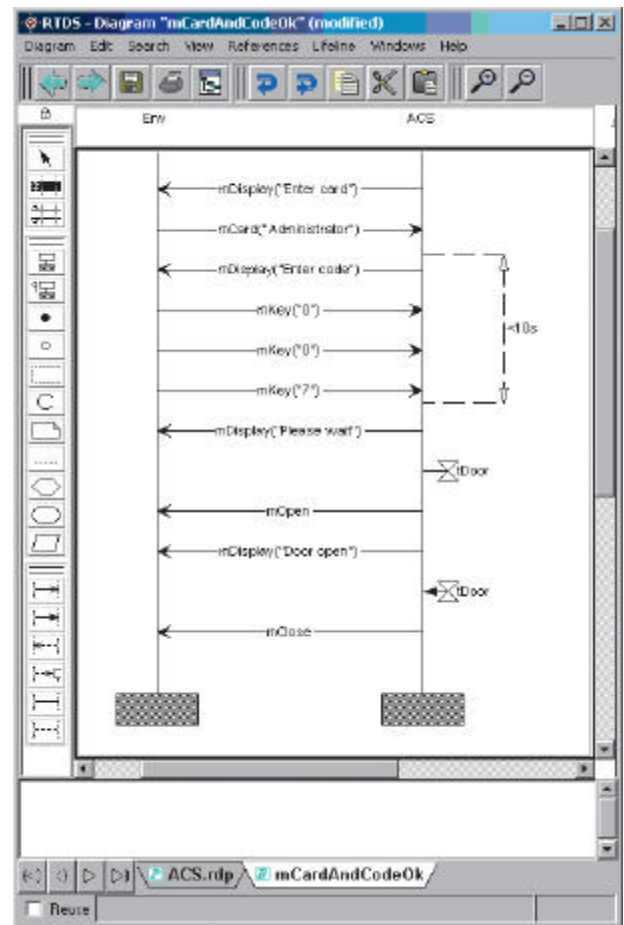 RTDS - Diagram "mCardAndCodeOk" (modified)
Diagram Edit Search View References Lifeline Windows Help
Env ACS
mDisplay("Enter card")
mCard("Administrator")
mDisplay("Enter code")
mKey("0")
<10s
mKey("0")
mKey("7")
mDisplay("Please wait")
tDoor
mOpen
mDisplay("Door open")
tDoor
mClose
ACS.rdp mCardAndCodeOk
Reuse